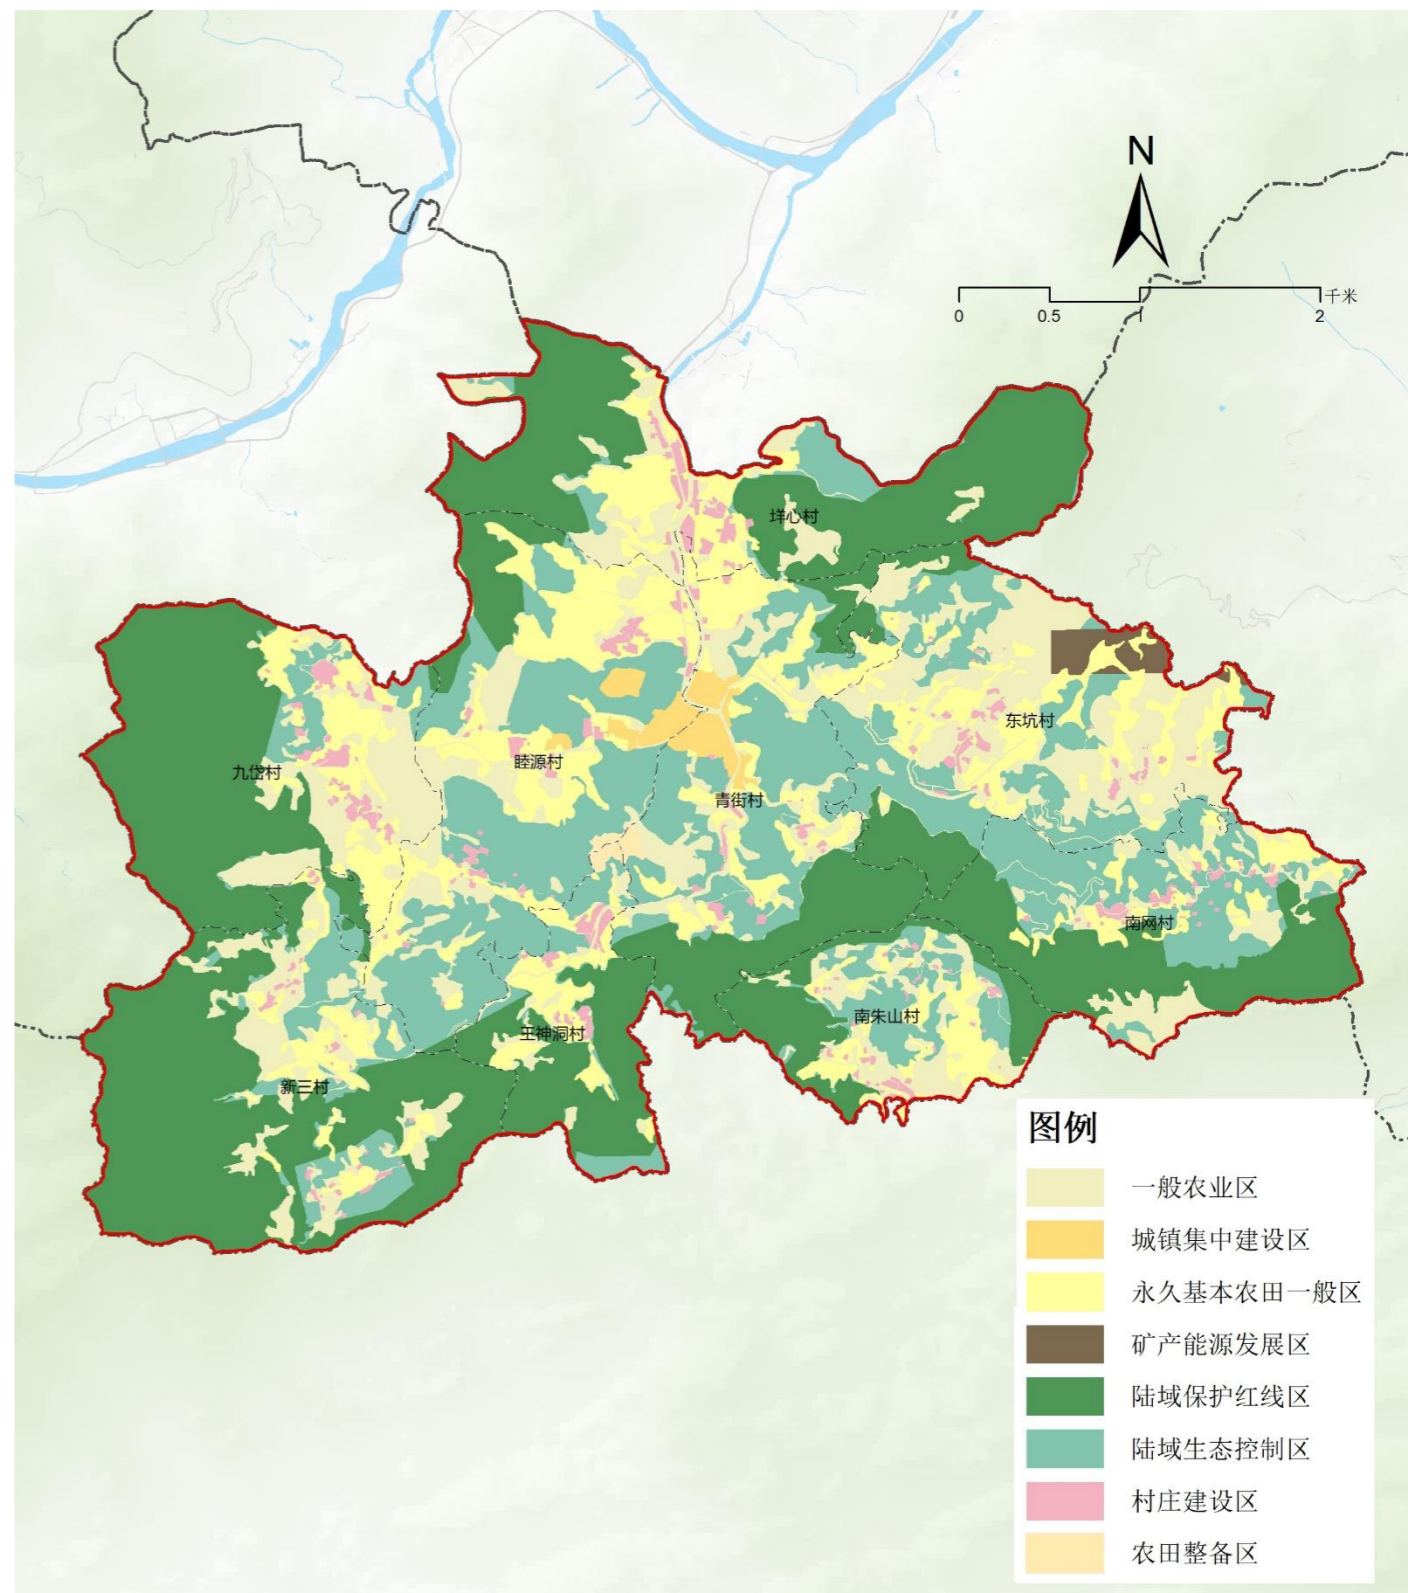 N
千米
0
0.5
1
2
垟心村
东坑村
睦源村
九岱村
青街村
南网村
南朱山村
王神洞村
新三村
图例
一般农业区
城镇集中建设区
永久基本农田一般区
矿产能源发展区
陆域保护红线区
陆域生态控制区
村庄建设区
农田整备区